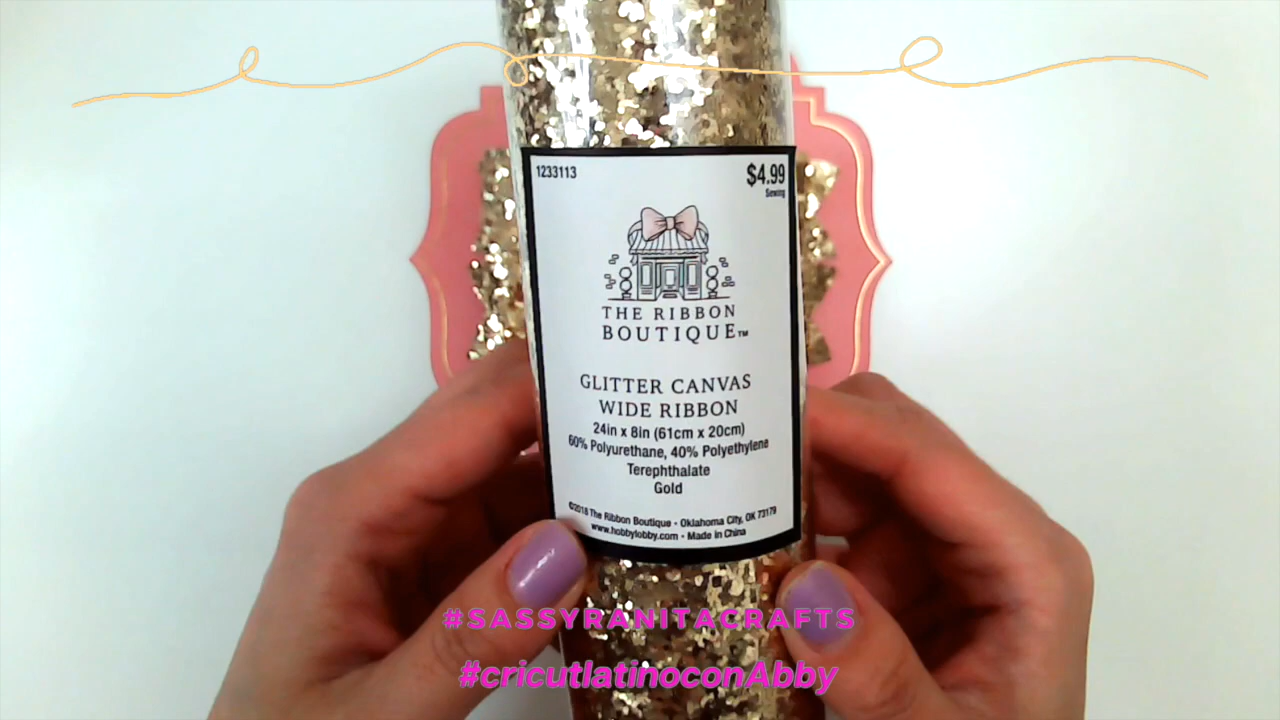 1233113
$4.99
Sewing
THE RIBBON
BOUTIQUE™
GLITTER CANVAS
WIDE RIBBON
24in x 8in (61cm x 20cm)
60% Polyurethane, 40% Polyethylene
Terephthalate
Gold
©2018 The Ribbon Boutique • Oklahoma City, OK 73179
www.hobbylobby.com • Made in China
#SASSYRANITACRAFTS
#cricutlatinoconAbby